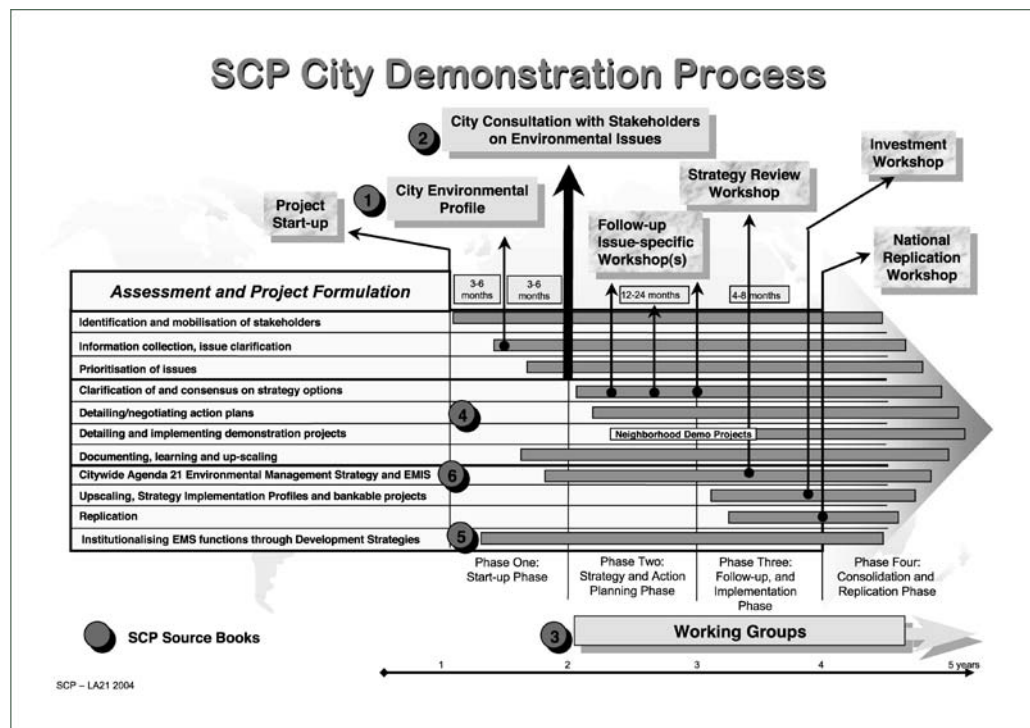 SCP City Demonstration Process
2
City Consultation with Stakeholders
on Environmental Issues
Investment
Workshop
Strategy Review
Workshop
1
City Environmental
Profile
Project
Start-up
Follow-up
Issue-specific
Workshop(s)
National
Replication
Workshop
Assessment and Project Formulation
3-6
months
3-6
months
12-24 months
4-8 months
Identification and mobilisation of stakeholders
Information collection, issue clarification
Prioritisation of issues
Clarification of and consensus on strategy options
Detailing/negotiating action plans
4
Detailing and implementing demonstration projects
Neighborhood Demo Projects
Documenting, learning and up-scaling
Citywide Agenda 21 Environmental Management Strategy and EMIS
6
Upscaling, Strategy Implementation Profiles and bankable projects
Replication
Institutionalising EMS functions through Development Strategies
5
Phase One:
Start-up Phase
Phase Two:
Strategy and Action
Planning Phase
Phase Three:
Follow-up, and
Implementation
Phase
Phase Four:
Consolidation and
Replication Phase
SCP Source Books
3
Working Groups
1 2 3 4 5 years
SCP – LA21 2004